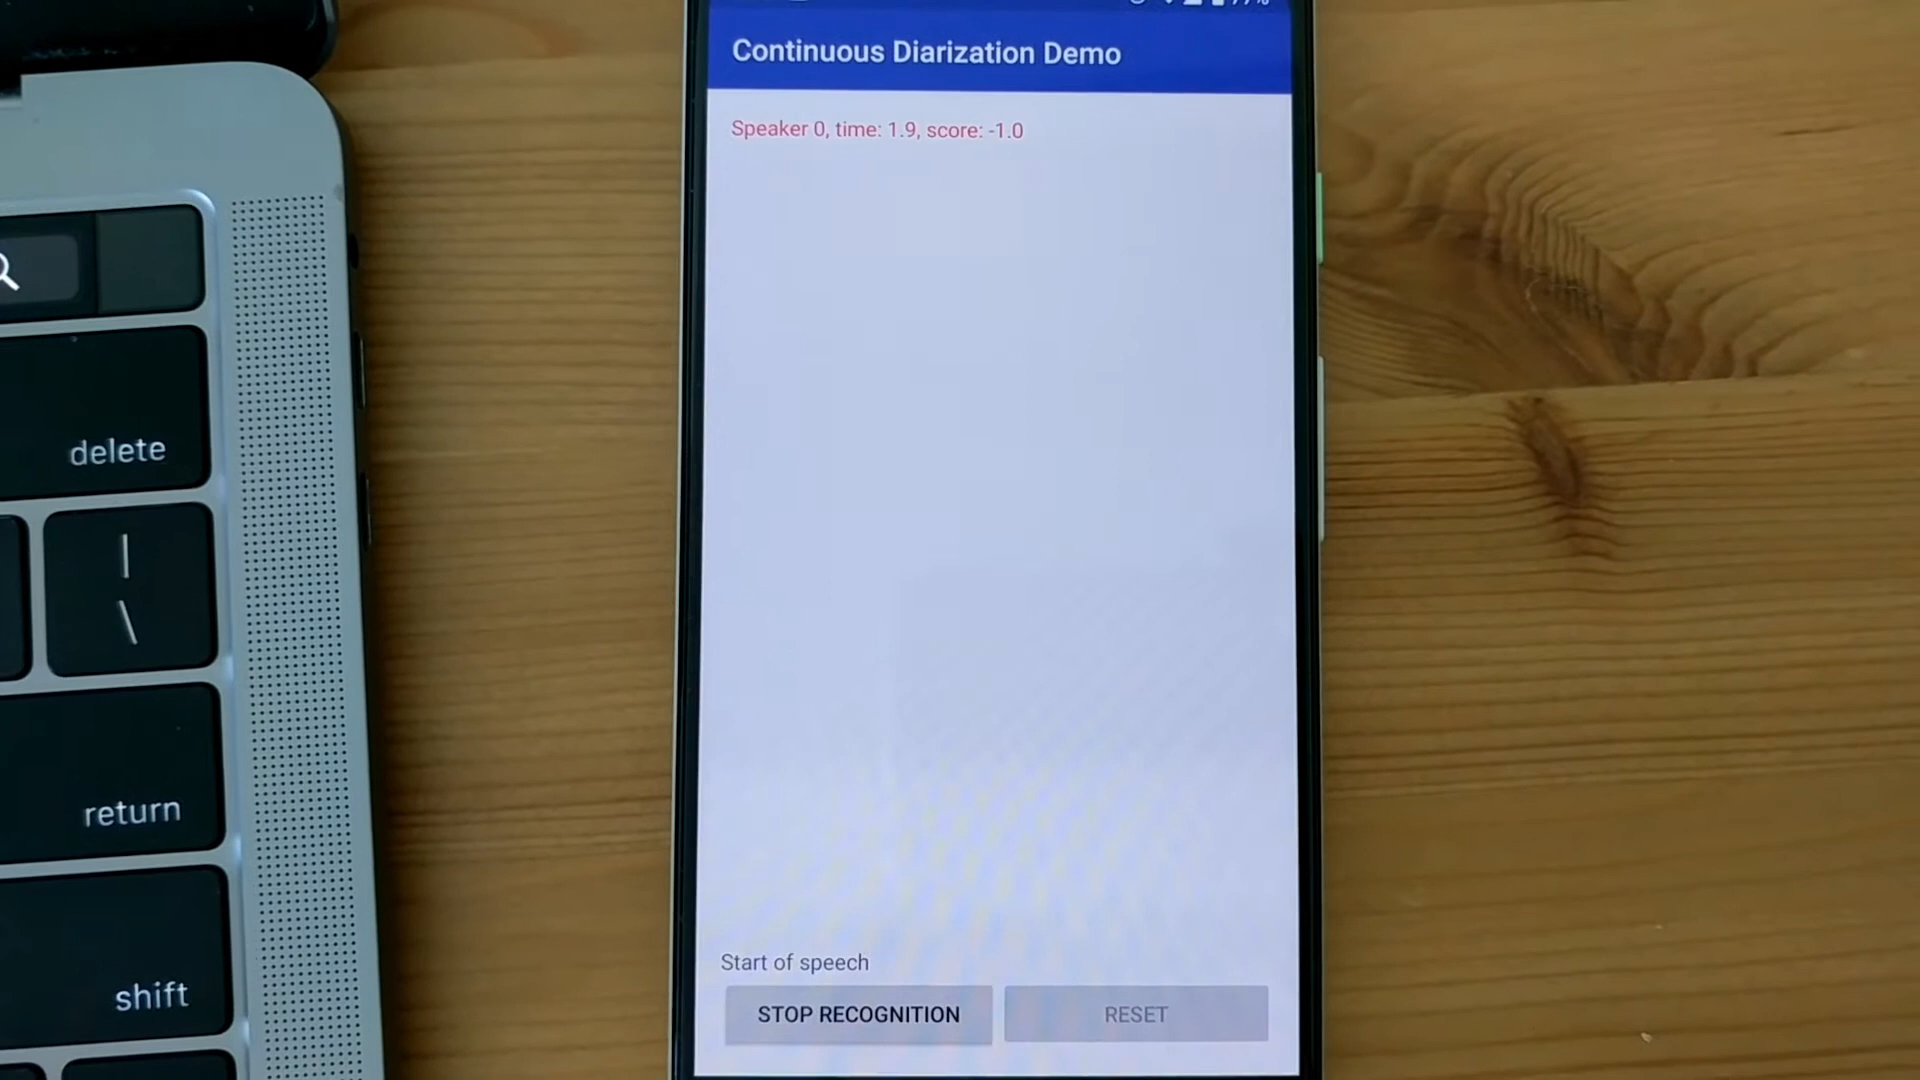 Continuous Diarization Demo
Speaker 0, time: 1.9, score: -1.0
Start of speech
STOP RECOGNITION
RESET
delete
|
\
return
shift